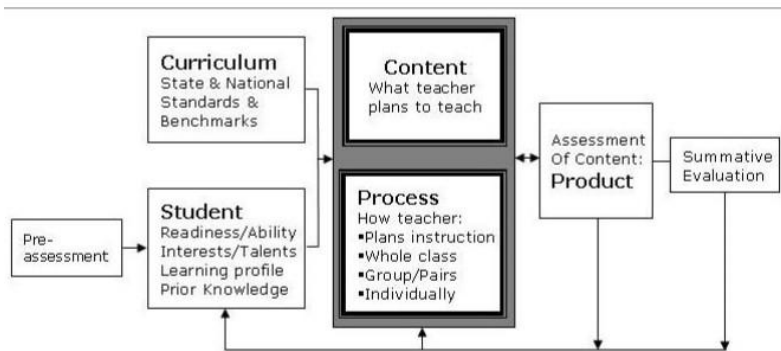 Curriculum
State & National
Standards &
Benchmarks
Content
What teacher
plans to teach
Assessment
Of Content:
Product
Summative
Evaluation
Pre-
assessment
Student
Readiness/Ability
Interests/Talents
Learning profile
Prior Knowledge
Process
How teacher:
▪Plans instruction
▪Whole class
▪Group/Pairs
▪Individually